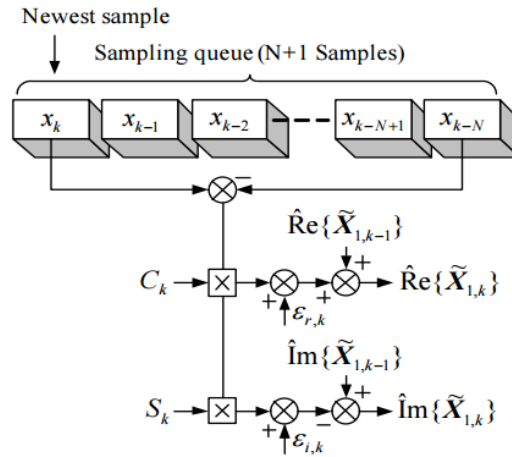 Newest sample
Sampling queue (N+1 Samples)
x_k x_{k-1} x_{k-2} x_{k-N+1} x_{k-N}
−
R̂e{X̃_{1,k-1}}
+
C_k × + ε_{r,k} + R̂e{X̃_{1,k}}
Îm{X̃_{1,k-1}}
+
S_k × + ε_{i,k} − Îm{X̃_{1,k}}